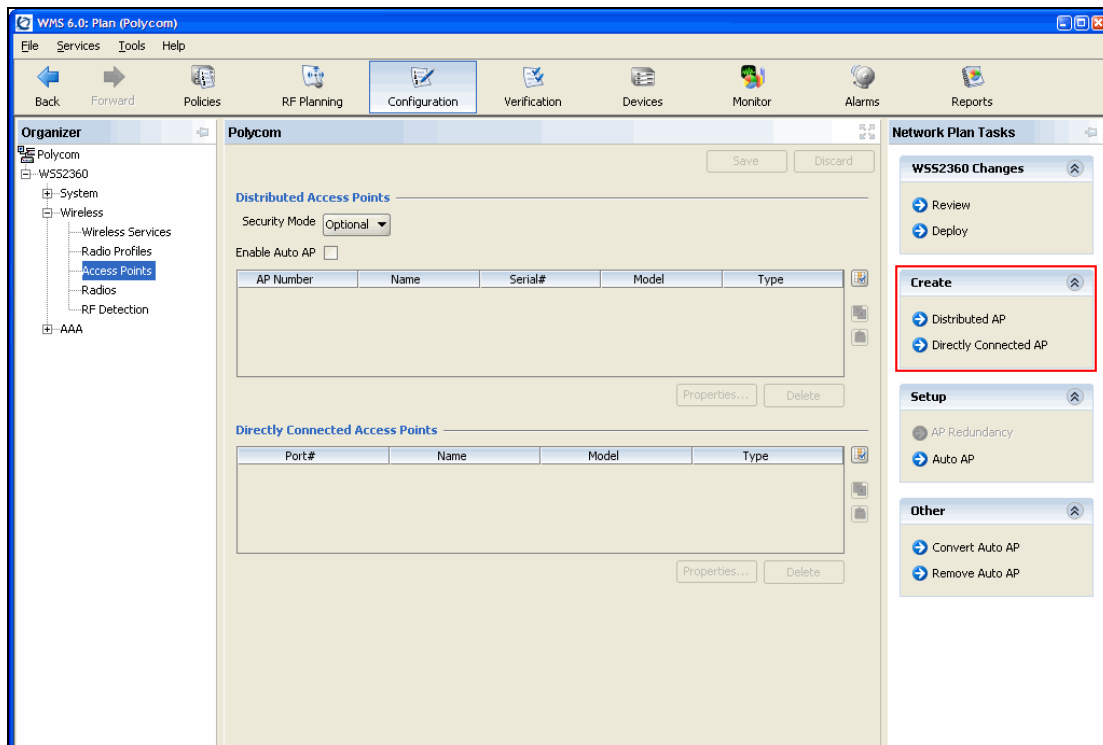 WMS 6.0: Plan (Polycom)
File Services Tools Help
Back Forward Policies RF Planning Configuration Verification Devices Monitor Alarms Reports
Organizer
Polycom
WSS2360
System
Wireless
Wireless Services
Radio Profiles
Access Points
Radios
RF Detection
AAA
Polycom
Save Discard
Distributed Access Points
Security Mode Optional
Enable Auto AP
AP Number Name Serial# Model Type
Properties... Delete
Directly Connected Access Points
Port# Name Model Type
Properties... Delete
Network Plan Tasks
WSS2360 Changes
Review
Deploy
Create
Distributed AP
Directly Connected AP
Setup
AP Redundancy
Auto AP
Other
Convert Auto AP
Remove Auto AP